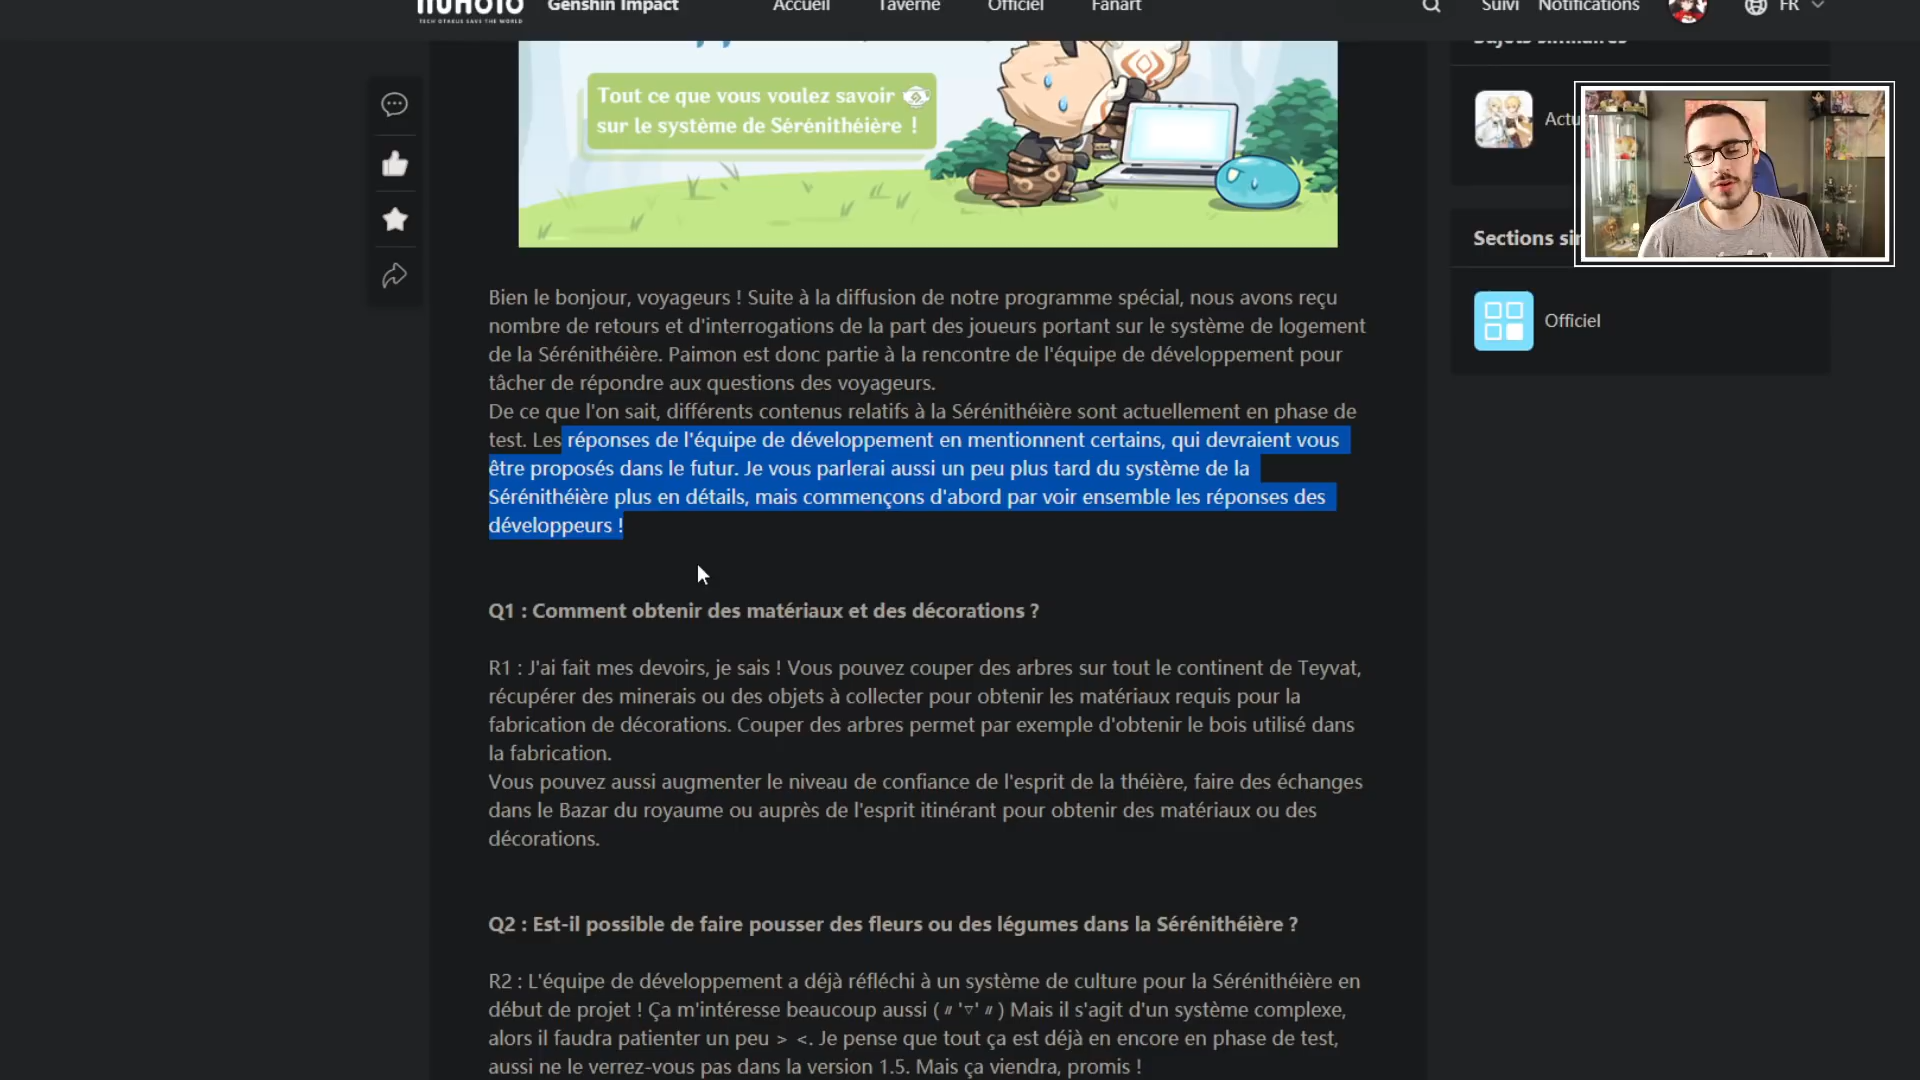 Genshin Impact
Accueil
Taverne
Officiel
Fanart
Suivi
Notifications
FR
TECH OTAKUS SAVE THE WORLD
Tout ce que vous voulez savoir
sur le système de Sérénithéière !
Sujets similaires
Actu
Sections si
Officiel
Bien le bonjour, voyageurs ! Suite à la diffusion de notre programme spécial, nous avons reçu
nombre de retours et d'interrogations de la part des joueurs portant sur le système de logement
de la Sérénithéière. Paimon est donc partie à la rencontre de l'équipe de développement pour
tâcher de répondre aux questions des voyageurs.
De ce que l'on sait, différents contenus relatifs à la Sérénithéière sont actuellement en phase de
test. Les réponses de l'équipe de développement en mentionnent certains, qui devraient vous
être proposés dans le futur. Je vous parlerai aussi un peu plus tard du système de la
Sérénithéière plus en détails, mais commençons d'abord par voir ensemble les réponses des
développeurs !
Q1 : Comment obtenir des matériaux et des décorations ?
R1 : J'ai fait mes devoirs, je sais ! Vous pouvez couper des arbres sur tout le continent de Teyvat,
récupérer des minerais ou des objets à collecter pour obtenir les matériaux requis pour la
fabrication de décorations. Couper des arbres permet par exemple d'obtenir le bois utilisé dans
la fabrication.
Vous pouvez aussi augmenter le niveau de confiance de l'esprit de la théière, faire des échanges
dans le Bazar du royaume ou auprès de l'esprit itinérant pour obtenir des matériaux ou des
décorations.
Q2 : Est-il possible de faire pousser des fleurs ou des légumes dans la Sérénithéière ?
R2 : L'équipe de développement a déjà réfléchi à un système de culture pour la Sérénithéière en
début de projet ! Ça m'intéresse beaucoup aussi (〃'▽'〃) Mais il s'agit d'un système complexe,
alors il faudra patienter un peu > <. Je pense que tout ça est déjà en encore en phase de test,
aussi ne le verrez-vous pas dans la version 1.5. Mais ça viendra, promis !